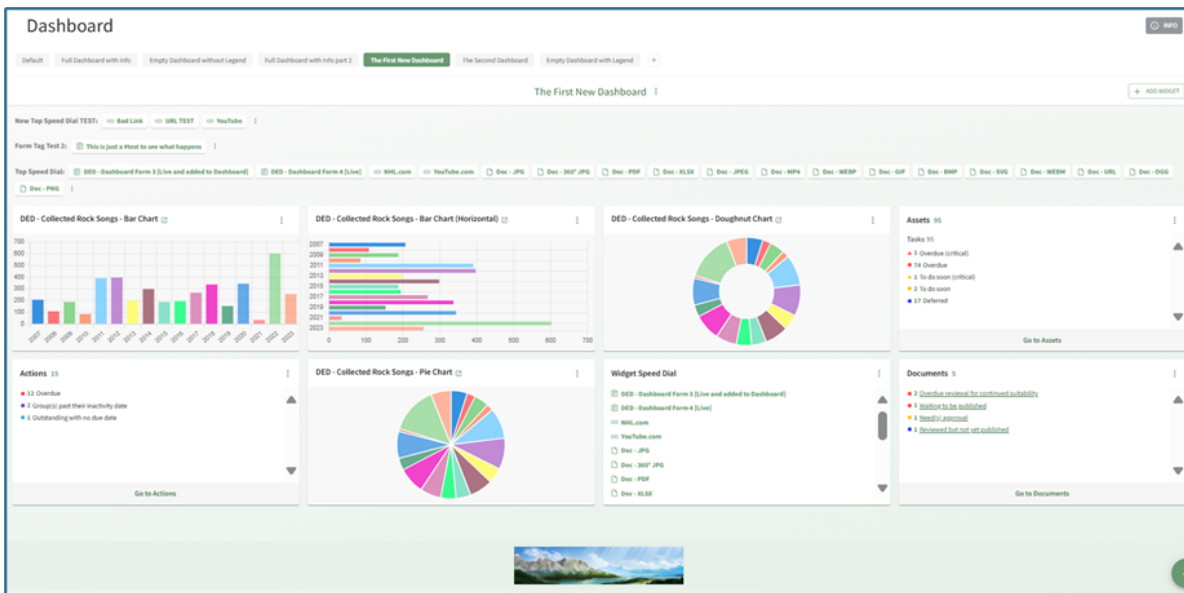 Dashboard
INFO
Default Full Dashboard with Info Empty Dashboard without Legend Full Dashboard with Info part 2 The First New Dashboard The Second Dashboard Empty Dashboard with Legend +
The First New Dashboard
+ ADD WIDGET
New Top Speed Dial TEST: Bad Link URL TEST YouTube
Form Tag Test 2: This is just a #test to see what happens
Top Speed Dial: DED - Dashboard Form 3 [Live and added to Dashboard] DED - Dashboard Form 4 [Live] NHL.com YouTube.com Doc - JPG Doc - 360° JPG Doc - PDF Doc - XLSX Doc - JPEG Doc - MP4 Doc - WEBP Doc - GIF Doc - BMP Doc - SVG Doc - WEBM Doc - URL Doc - OGG
Doc - PNG
DED - Collected Rock Songs - Bar Chart
700
600
500
400
300
200
100
0
2007 2008 2009 2010 2011 2012 2013 2014 2015 2016 2017 2018 2019 2020 2021 2022 2023
DED - Collected Rock Songs - Bar Chart (Horizontal)
2007
2009
2011
2013
2015
2017
2019
2021
2023
0 100 200 300 400 500 600 700
DED - Collected Rock Songs - Doughnut Chart
Assets 95
Tasks 95
1 Overdue (critical)
74 Overdue
1 To do soon (critical)
2 To do soon
17 Deferred
Go to Assets
Actions 15
12 Overdue
2 Group(s) past their inactivity date
1 Outstanding with no due date
Go to Actions
DED - Collected Rock Songs - Pie Chart
Widget Speed Dial
DED - Dashboard Form 3 [Live and added to Dashboard]
DED - Dashboard Form 4 [Live]
NHL.com
YouTube.com
Doc - JPG
Doc - 360° JPG
Doc - PDF
Doc - XLSX
Documents 5
2 Overdue reviewal for continued suitability
1 Waiting to be published
1 Need(s) approval
1 Reviewed but not yet published
Go to Documents